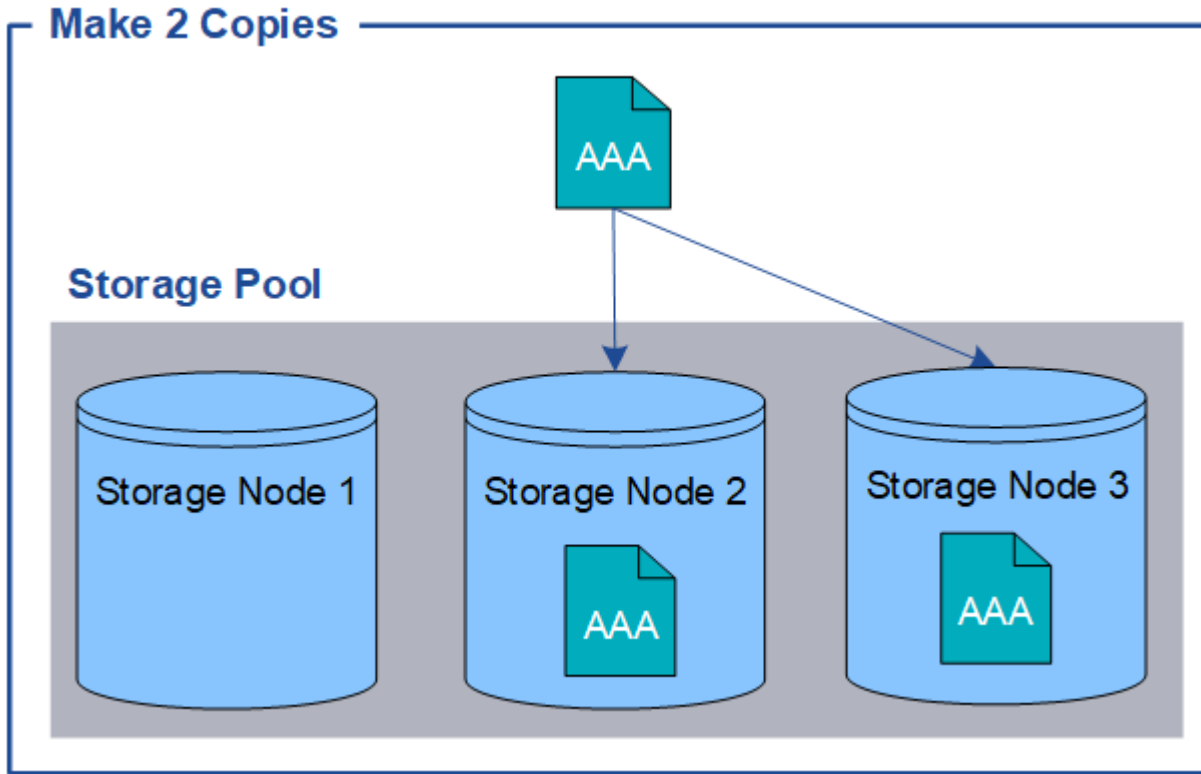 Make 2 Copies
AAA
Storage Pool
Storage Node 1
Storage Node 2
Storage Node 3
AAA
AAA